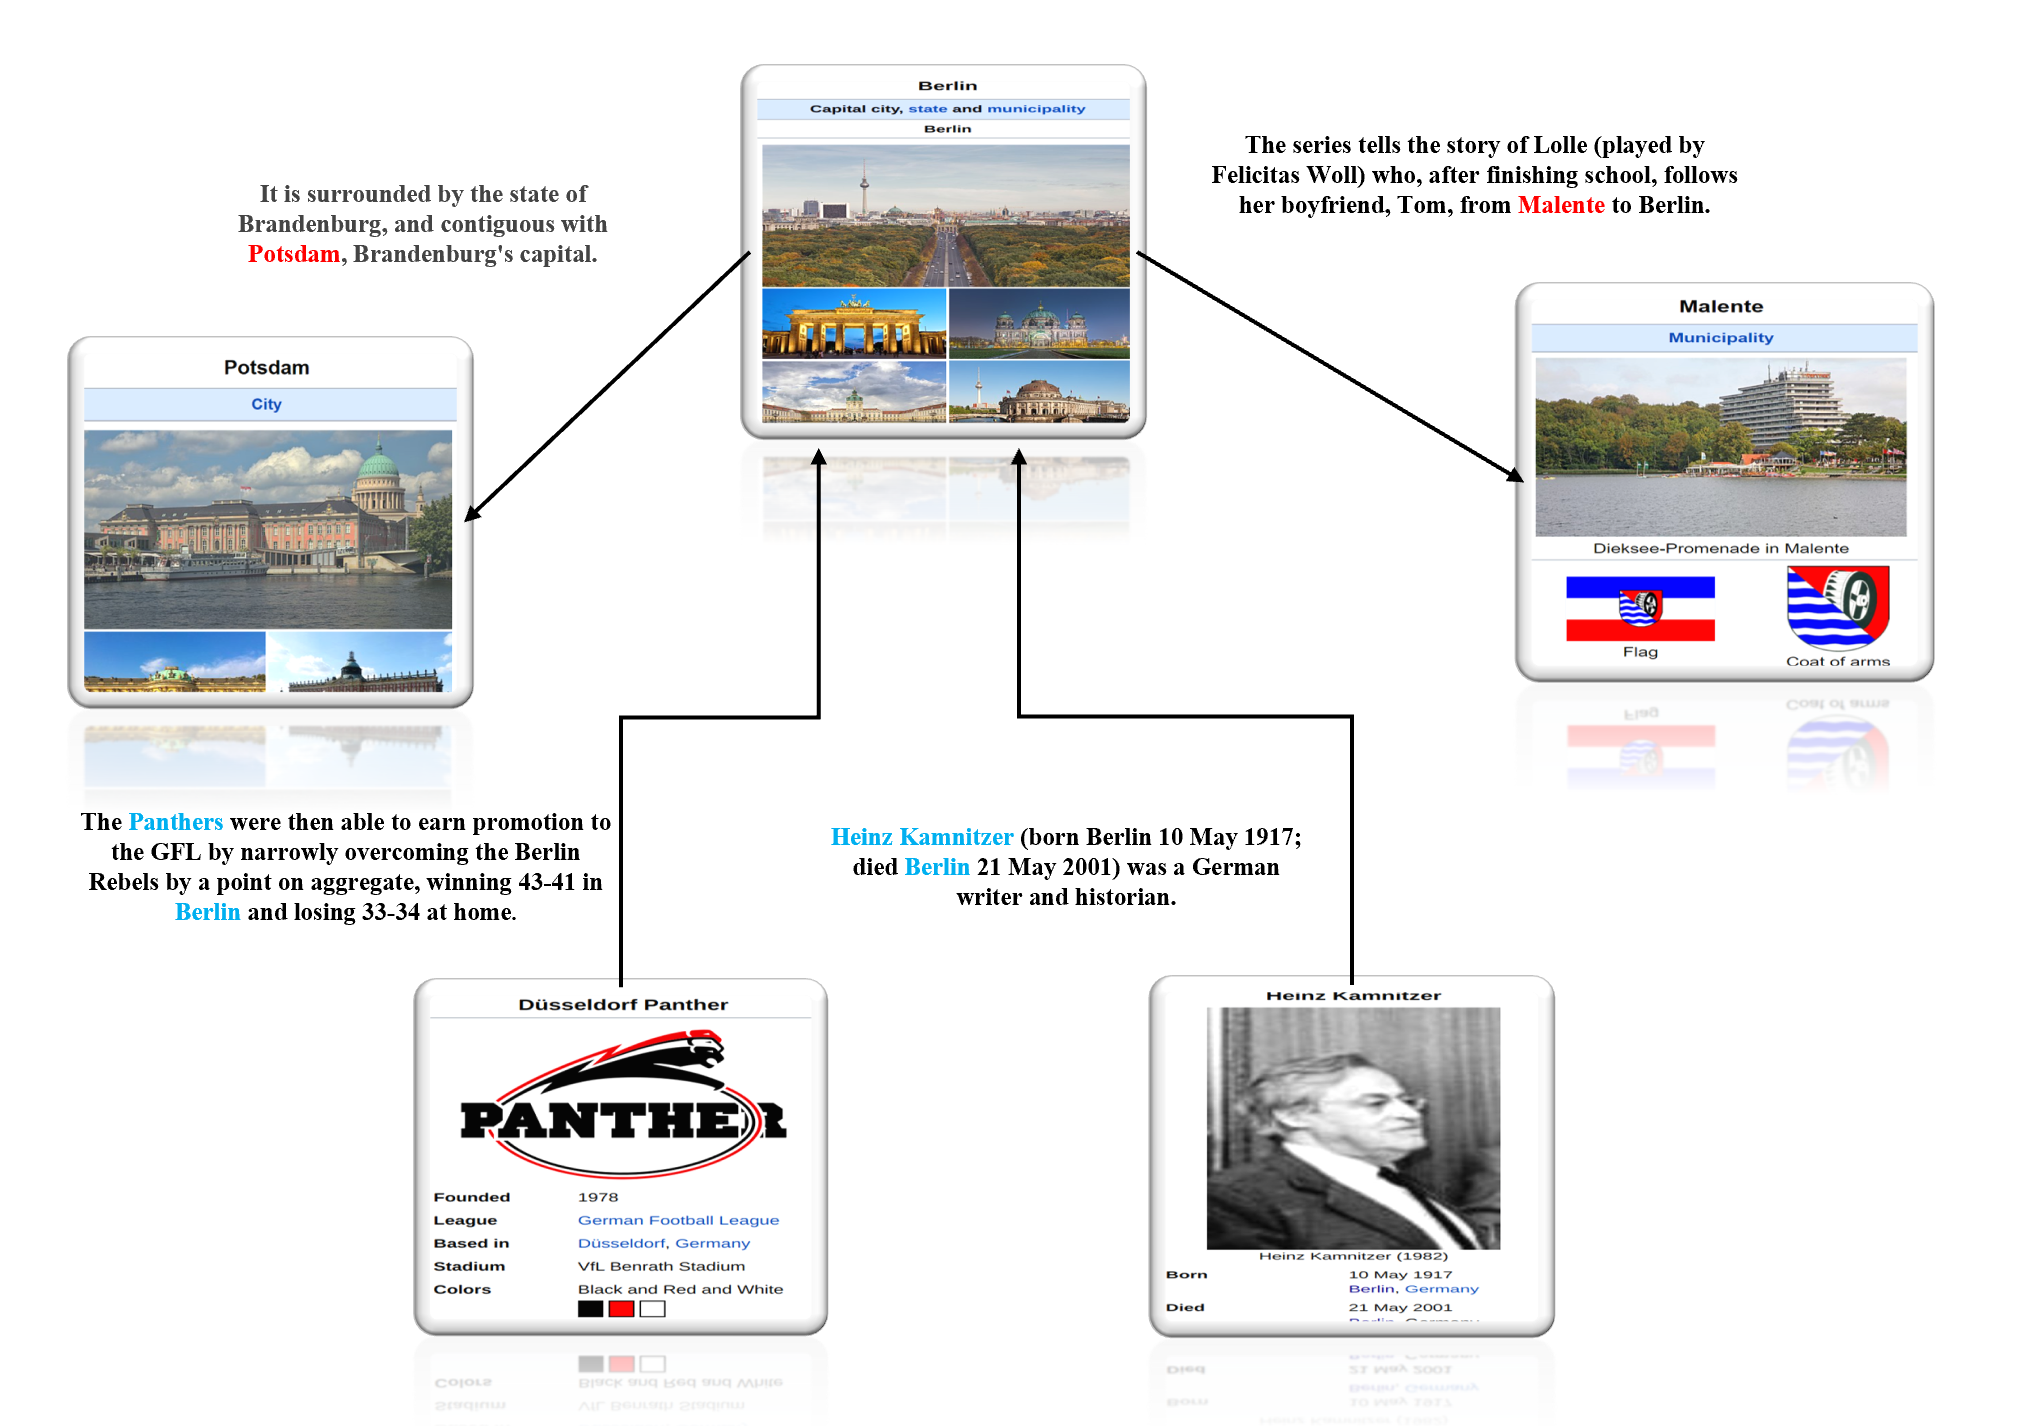 Berlin
Capital city, state and municipality
Berlin
It is surrounded by the state of
Brandenburg, and contiguous with
Potsdam, Brandenburg's capital.
The series tells the story of Lolle (played by
Felicitas Woll) who, after finishing school, follows
her boyfriend, Tom, from Malente to Berlin.
Potsdam
City
Malente
Municipality
Dieksee-Promenade in Malente
Flag
Coat of arms
The Panthers were then able to earn promotion to
the GFL by narrowly overcoming the Berlin
Rebels by a point on aggregate, winning 43-41 in
Berlin and losing 33-34 at home.
Heinz Kamnitzer (born Berlin 10 May 1917;
died Berlin 21 May 2001) was a German
writer and historian.
Düsseldorf Panther
PANTHER
Founded 1978
League German Football League
Based in Düsseldorf, Germany
Stadium VfL Benrath Stadium
Colors Black and Red and White
Heinz Kamnitzer
Heinz Kamnitzer (1982)
Born 10 May 1917
Berlin, Germany
Died 21 May 2001
Berlin, Germany